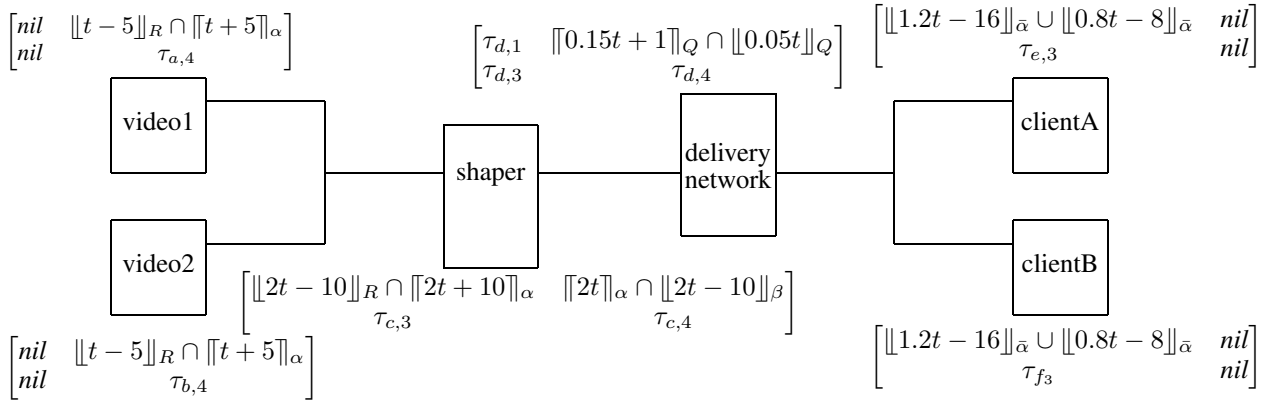 [nil ⟦t − 5⟧_R ∩ ⟦t + 5⟧_α
nil τ_{a,4}]
[τ_{d,1} ⌈⌈0.15t + 1⌉⌉_Q ∩ ⌊⌊0.05t⌋⌋_Q
τ_{d,3} τ_{d,4}]
[⌊⌊1.2t − 16⌋⌋_ᾱ ∪ ⌊⌊0.8t − 8⌋⌋_ᾱ nil
τ_{e,3} nil]
video1
shaper
delivery
network
clientA
video2
clientB
[⌊⌊2t − 10⌋⌋_R ∩ ⌈⌈2t + 10⌉⌉_α ⌈⌈2t⌉⌉_α ∩ ⌊⌊2t − 10⌋⌋_β
τ_{c,3} τ_{c,4}]
[nil ⌊⌊t − 5⌋⌋_R ∩ ⌈⌈t + 5⌉⌉_α
nil τ_{b,4}]
[⌊⌊1.2t − 16⌋⌋_ᾱ ∪ ⌊⌊0.8t − 8⌋⌋_ᾱ nil
τ_{f_3} nil]